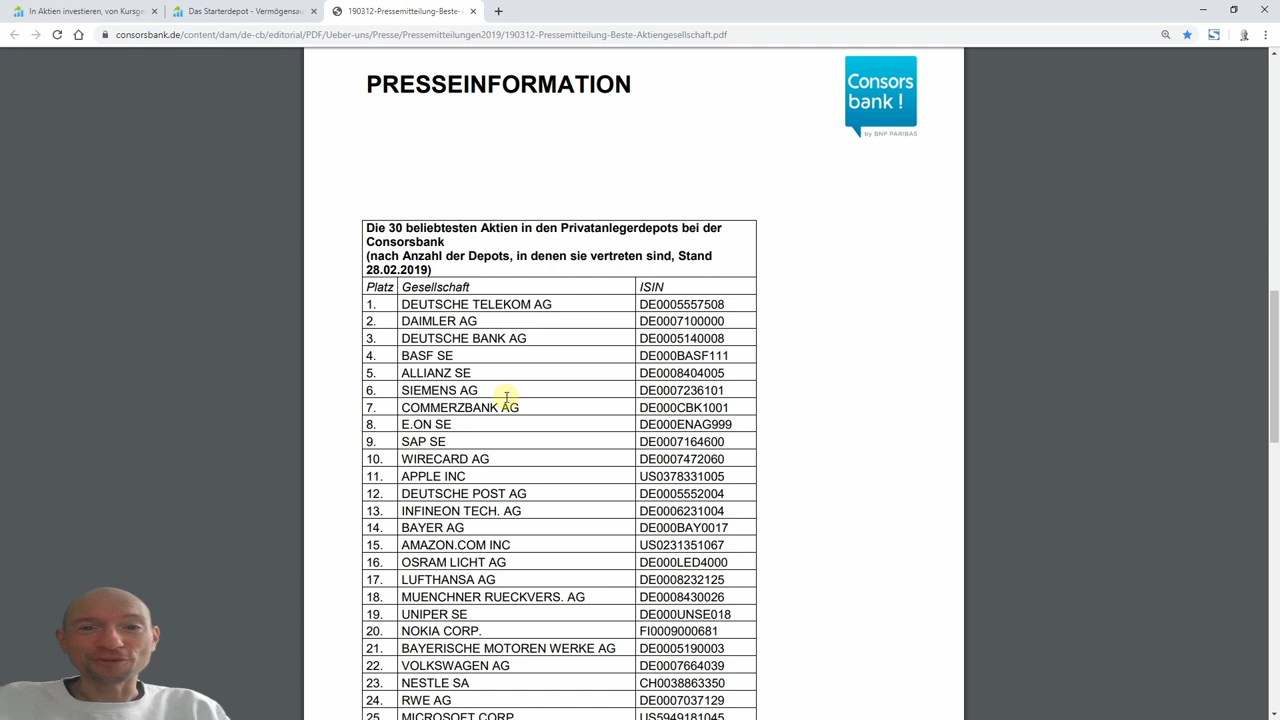 In Aktien investieren, von Kursge
Das Starterdepot - Vermögensau
190312-Pressemitteilung-Beste-A
consorsbank.de/content/dam/de-cb/editorial/PDF/Ueber-uns/Presse/Pressemitteilungen2019/190312-Pressemitteilung-Beste-Aktiengesellschaft.pdf
PRESSEINFORMATION
Consors
bank!
by BNP PARIBAS
Die 30 beliebtesten Aktien in den Privatanlegerdepots bei der
Consorsbank
(nach Anzahl der Depots, in denen sie vertreten sind, Stand
28.02.2019)
Platz Gesellschaft ISIN
1. DEUTSCHE TELEKOM AG DE0005557508
2. DAIMLER AG DE0007100000
3. DEUTSCHE BANK AG DE0005140008
4. BASF SE DE000BASF111
5. ALLIANZ SE DE0008404005
6. SIEMENS AG DE0007236101
7. COMMERZBANK AG DE000CBK1001
8. E.ON SE DE000ENAG999
9. SAP SE DE0007164600
10. WIRECARD AG DE0007472060
11. APPLE INC US0378331005
12. DEUTSCHE POST AG DE0005552004
13. INFINEON TECH. AG DE0006231004
14. BAYER AG DE000BAY0017
15. AMAZON.COM INC US0231351067
16. OSRAM LICHT AG DE000LED4000
17. LUFTHANSA AG DE0008232125
18. MUENCHNER RUECKVERS. AG DE0008430026
19. UNIPER SE DE000UNSE018
20. NOKIA CORP. FI0009000681
21. BAYERISCHE MOTOREN WERKE AG DE0005190003
22. VOLKSWAGEN AG DE0007664039
23. NESTLE SA CH0038863350
24. RWE AG DE0007037129
25. MICROSOFT CORP. US5949181045